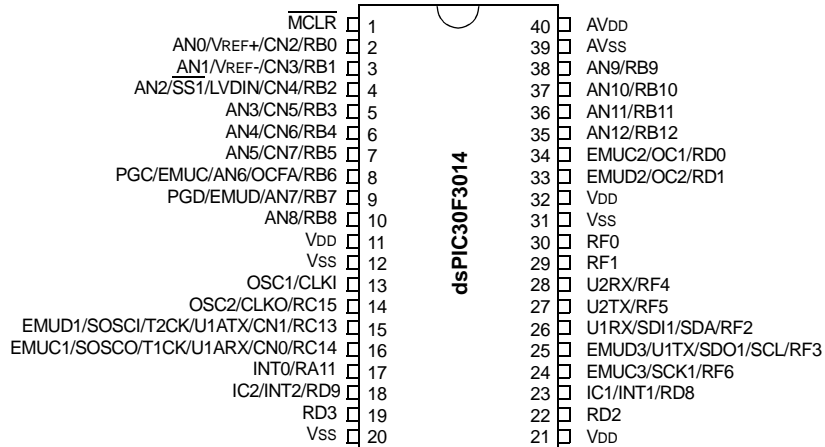 MCLR 1
AN0/VREF+/CN2/RB0 2
AN1/VREF-/CN3/RB1 3
AN2/SS1/LVDIN/CN4/RB2 4
AN3/CN5/RB3 5
AN4/CN6/RB4 6
AN5/CN7/RB5 7
PGC/EMUC/AN6/OCFA/RB6 8
PGD/EMUD/AN7/RB7 9
AN8/RB8 10
VDD 11
VSS 12
OSC1/CLKI 13
OSC2/CLKO/RC15 14
EMUD1/SOSCI/T2CK/U1ATX/CN1/RC13 15
EMUC1/SOSCO/T1CK/U1ARX/CN0/RC14 16
INT0/RA11 17
IC2/INT2/RD9 18
RD3 19
VSS 20
dsPIC30F3014
40 AVDD
39 AVSS
38 AN9/RB9
37 AN10/RB10
36 AN11/RB11
35 AN12/RB12
34 EMUC2/OC1/RD0
33 EMUD2/OC2/RD1
32 VDD
31 VSS
30 RF0
29 RF1
28 U2RX/RF4
27 U2TX/RF5
26 U1RX/SDI1/SDA/RF2
25 EMUD3/U1TX/SDO1/SCL/RF3
24 EMUC3/SCK1/RF6
23 IC1/INT1/RD8
22 RD2
21 VDD